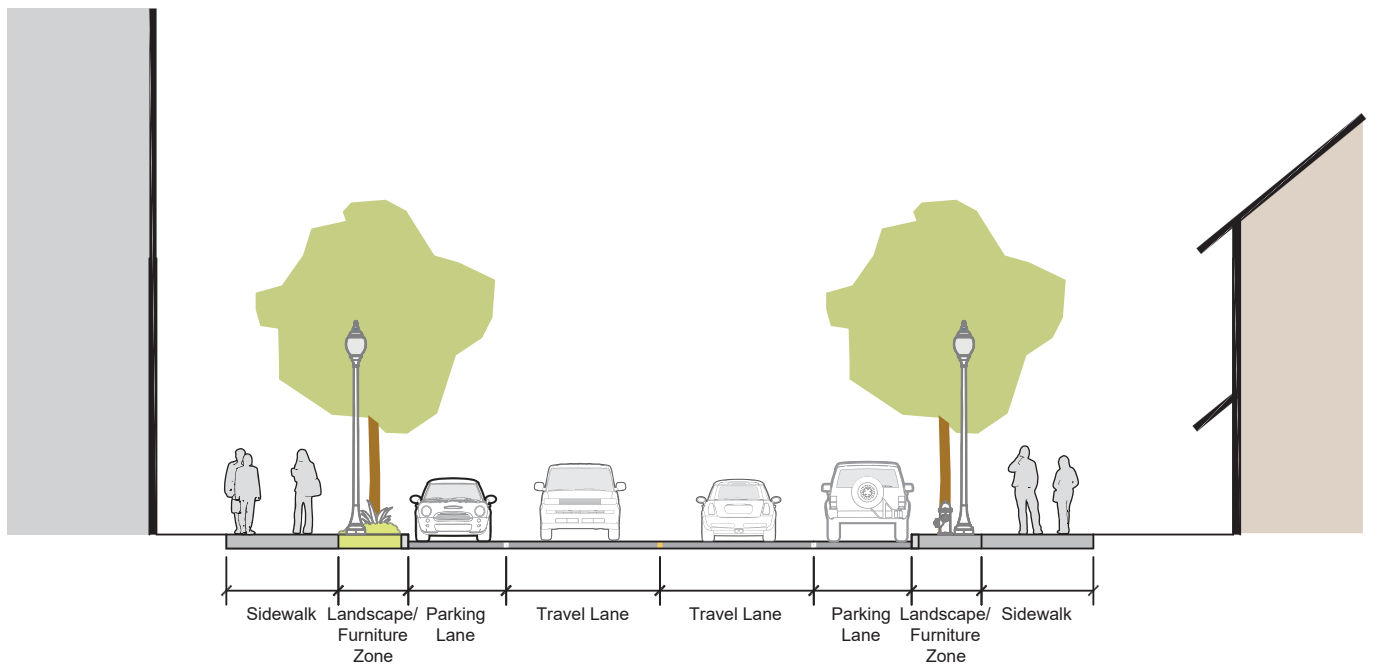 Sidewalk
Landscape/
Furniture
Zone
Parking
Lane
Travel Lane
Travel Lane
Parking
Lane
Landscape/
Furniture
Zone
Sidewalk